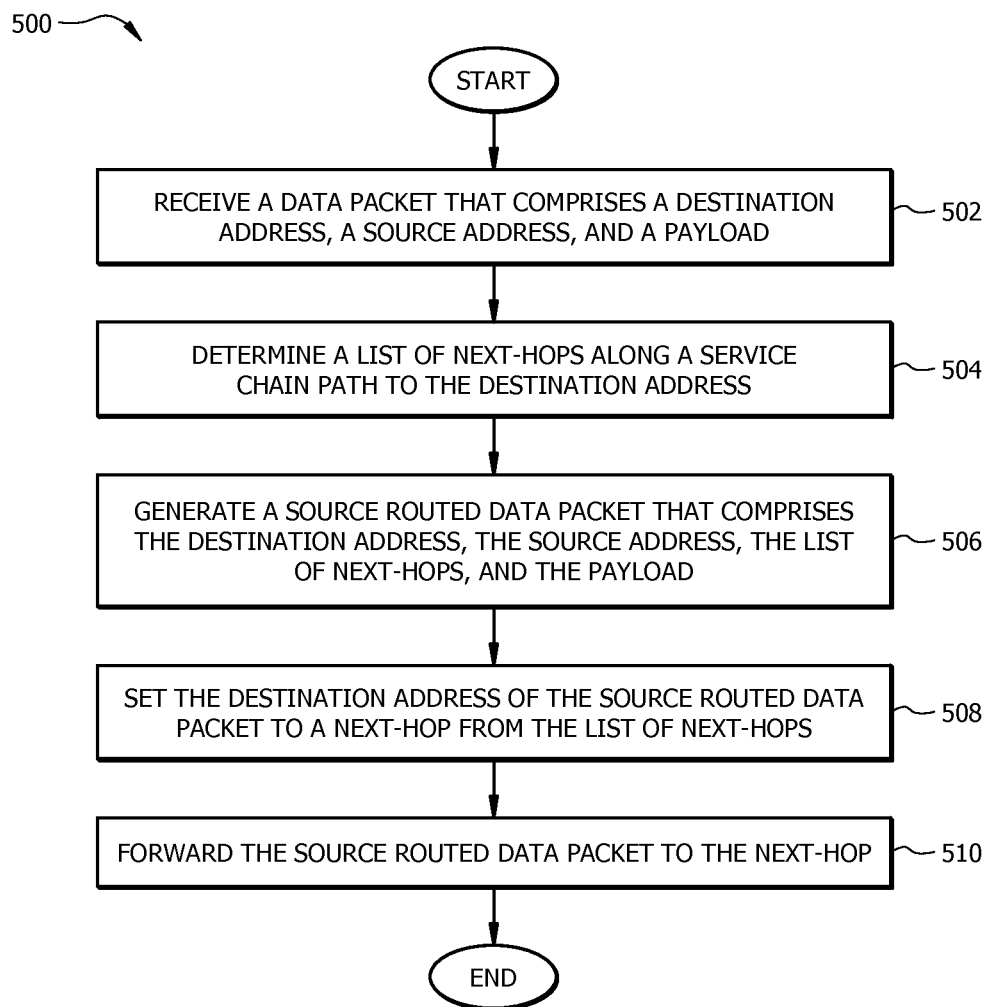 500
START
RECEIVE A DATA PACKET THAT COMPRISES A DESTINATION
ADDRESS, A SOURCE ADDRESS, AND A PAYLOAD
502
DETERMINE A LIST OF NEXT-HOPS ALONG A SERVICE
CHAIN PATH TO THE DESTINATION ADDRESS
504
GENERATE A SOURCE ROUTED DATA PACKET THAT COMPRISES
THE DESTINATION ADDRESS, THE SOURCE ADDRESS, THE LIST
OF NEXT-HOPS, AND THE PAYLOAD
506
SET THE DESTINATION ADDRESS OF THE SOURCE ROUTED DATA
PACKET TO A NEXT-HOP FROM THE LIST OF NEXT-HOPS
508
FORWARD THE SOURCE ROUTED DATA PACKET TO THE NEXT-HOP
510
END